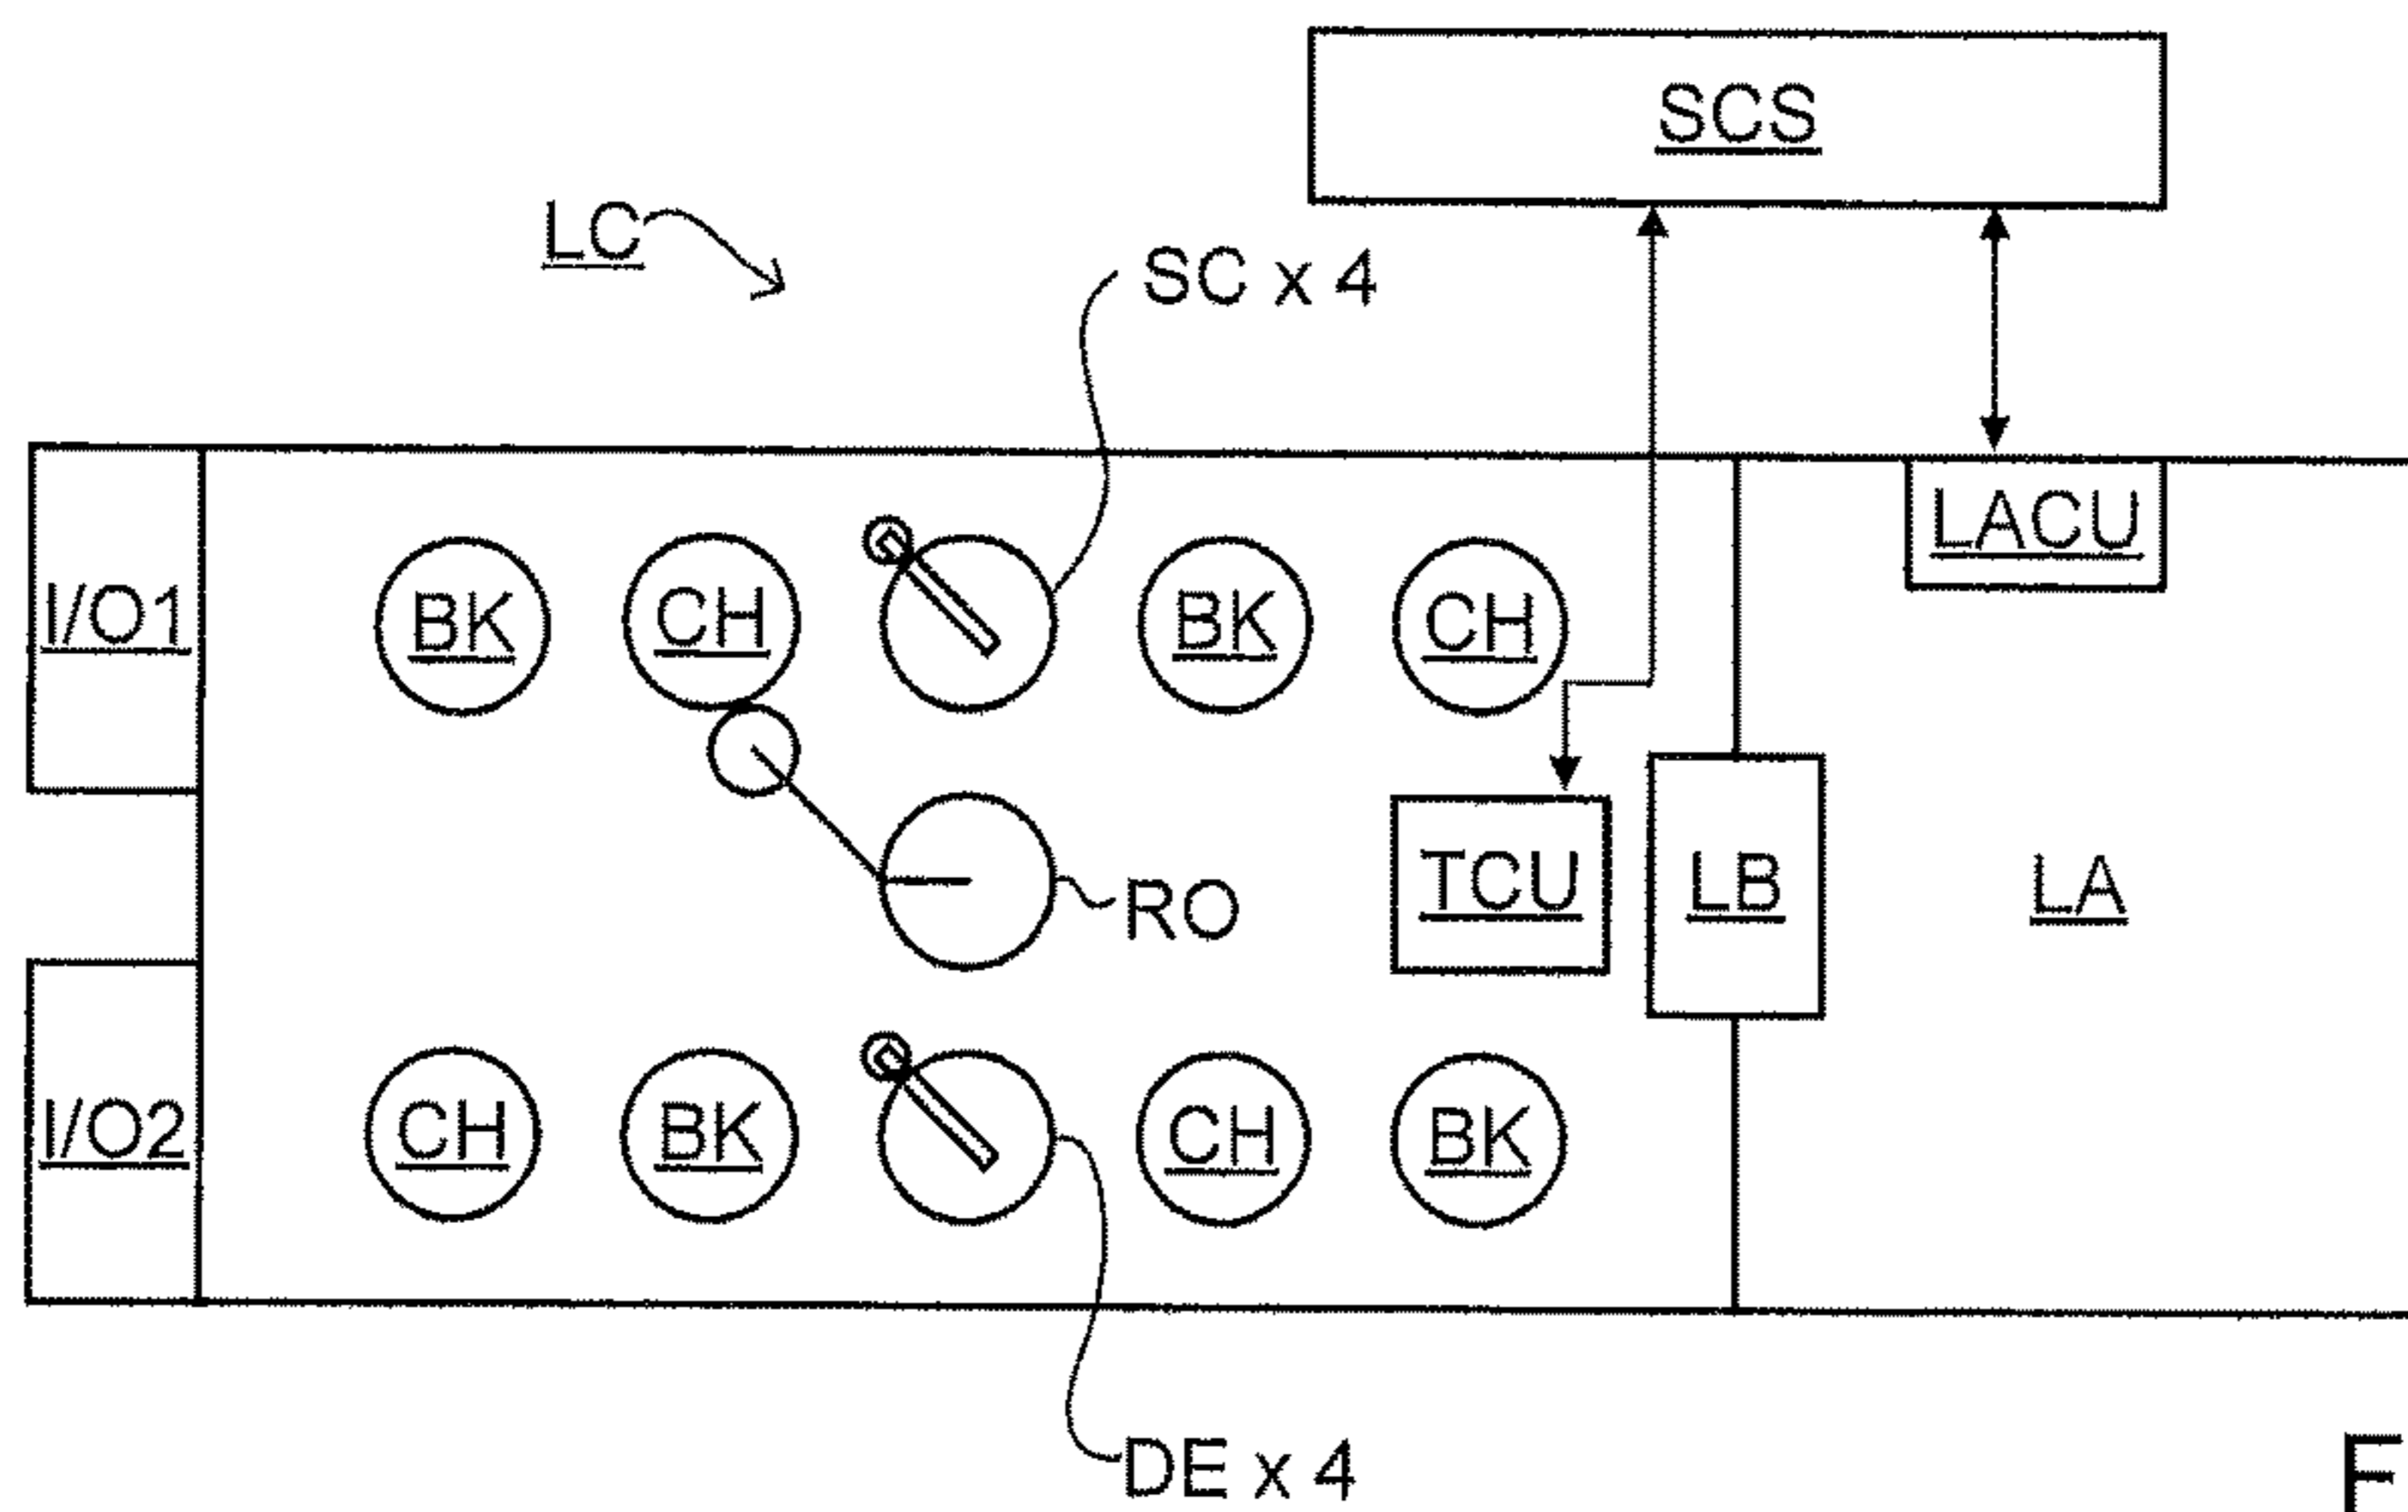 SCS
LC
SC x 4
LACU
I/O1
BK
CH
BK
CH
TCU
LB
LA
RO
I/O2
CH
BK
CH
BK
DE x 4
F